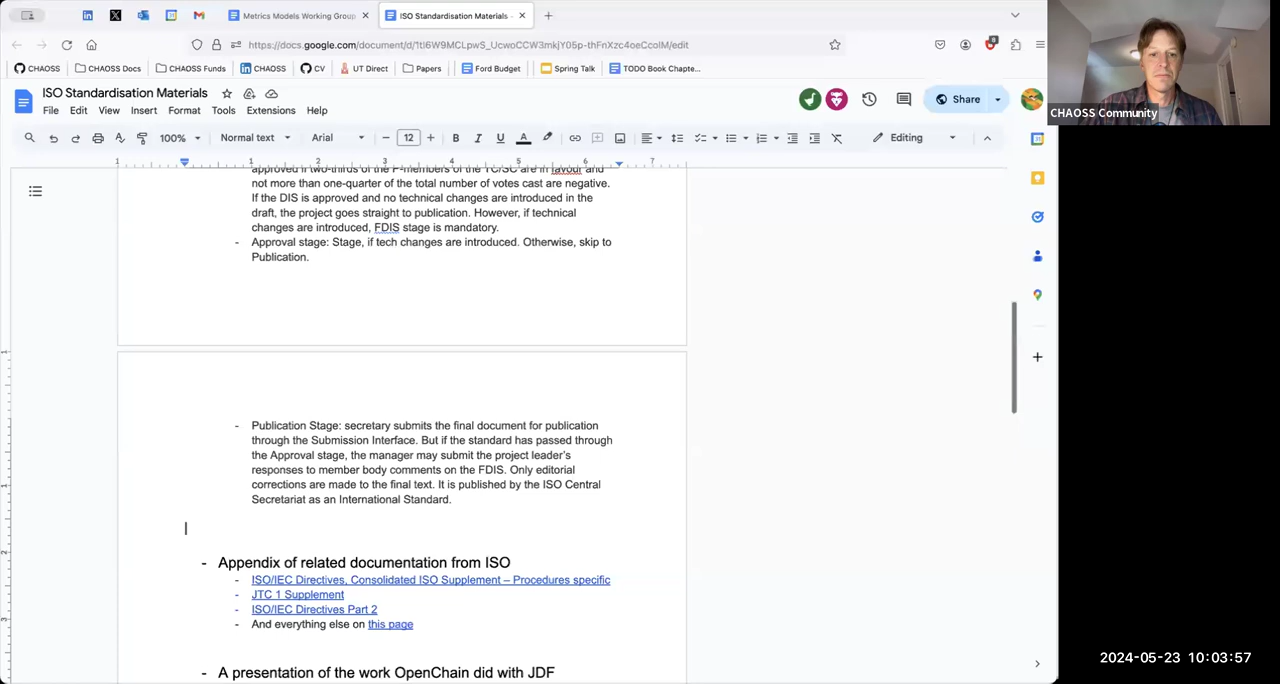 Metrics Models Working Group
ISO Standardisation Materials -
https://docs.google.com/document/d/1tI6W9MCLpwS_UcwoCCW3mkjY05p-thFnXzc4oeCcoIM/edit
CHAOSS
CHAOSS Docs
CHAOSS Funds
CHAOSS
CV
UT Direct
Papers
Ford Budget
Spring Talk
TODO Book Chapte...
ISO Standardisation Materials
File Edit View Insert Format Tools Extensions Help
Share
100% Normal text Arial 12 Editing
1 1 2 3 4 5 6 7
approved if two-thirds of the P-members of the TC/SC are in favour and
not more than one-quarter of the total number of votes cast are negative.
If the DIS is approved and no technical changes are introduced in the
draft, the project goes straight to publication. However, if technical
changes are introduced, FDIS stage is mandatory.
- Approval stage: Stage, if tech changes are introduced. Otherwise, skip to
Publication.
- Publication Stage: secretary submits the final document for publication
through the Submission Interface. But if the standard has passed through
the Approval stage, the manager may submit the project leader's
responses to member body comments on the FDIS. Only editorial
corrections are made to the final text. It is published by the ISO Central
Secretariat as an International Standard.
- Appendix of related documentation from ISO
- ISO/IEC Directives, Consolidated ISO Supplement – Procedures specific
- JTC 1 Supplement
- ISO/IEC Directives Part 2
- And everything else on this page
- A presentation of the work OpenChain did with JDF
CHAOSS Community
2024-05-23 10:03:57